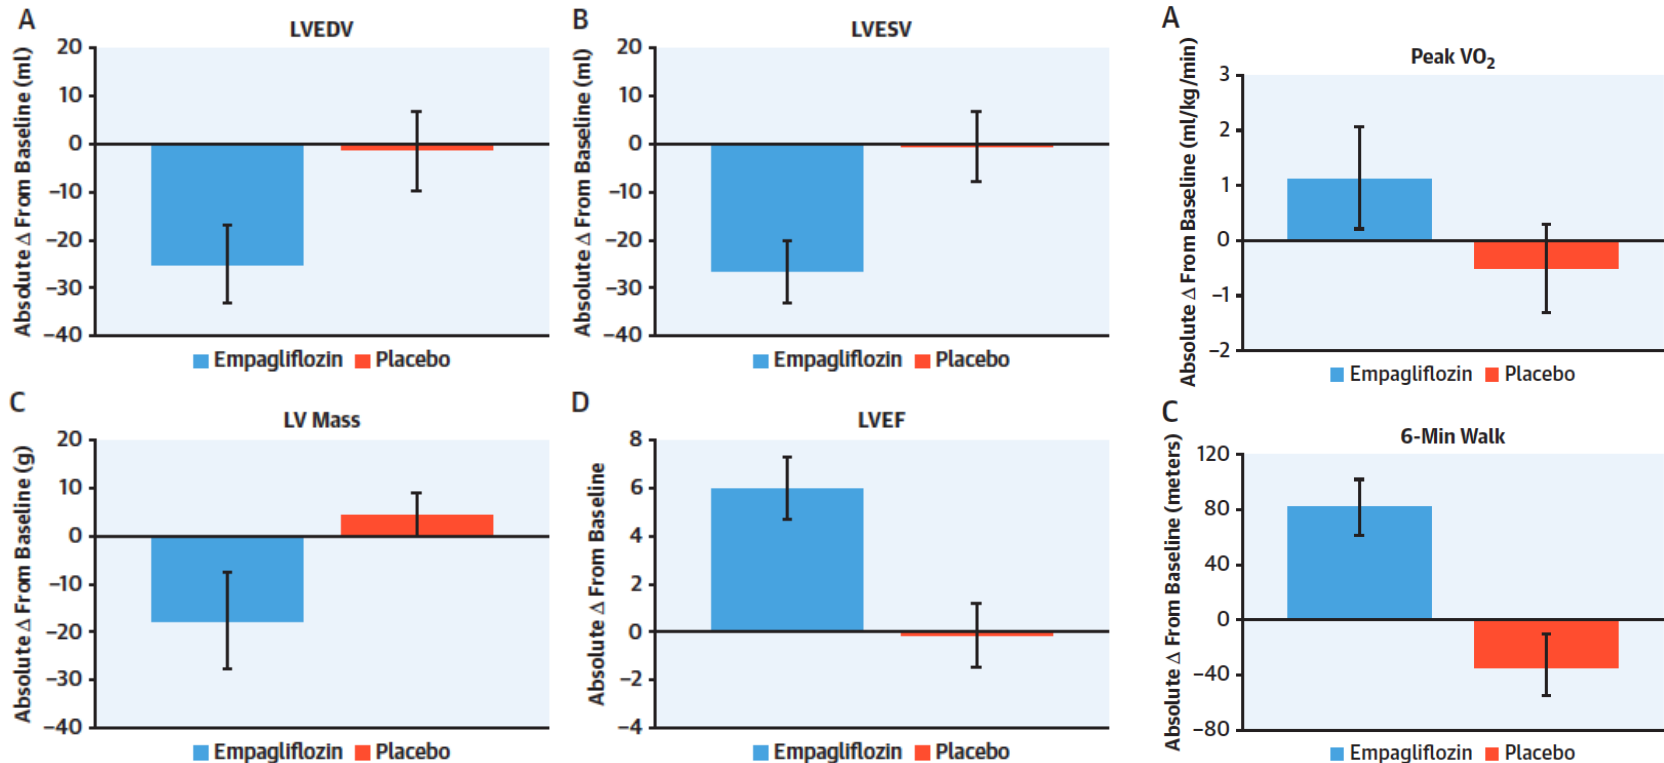 A
LVEDV
Absolute Δ From Baseline (ml)
20
10
0
−10
−20
−30
−40
Empagliflozin Placebo
B
LVESV
Absolute Δ From Baseline (ml)
20
10
0
−10
−20
−30
−40
Empagliflozin Placebo
A
Peak VO₂
Absolute Δ From Baseline (ml/kg/min)
3
2
1
0
−1
−2
Empagliflozin Placebo
C
LV Mass
Absolute Δ From Baseline (g)
20
10
0
−10
−20
−30
−40
Empagliflozin Placebo
D
LVEF
Absolute Δ From Baseline
8
6
4
2
0
−2
−4
Empagliflozin Placebo
C
6-Min Walk
Absolute Δ From Baseline (meters)
120
80
40
0
−40
−80
Empagliflozin Placebo